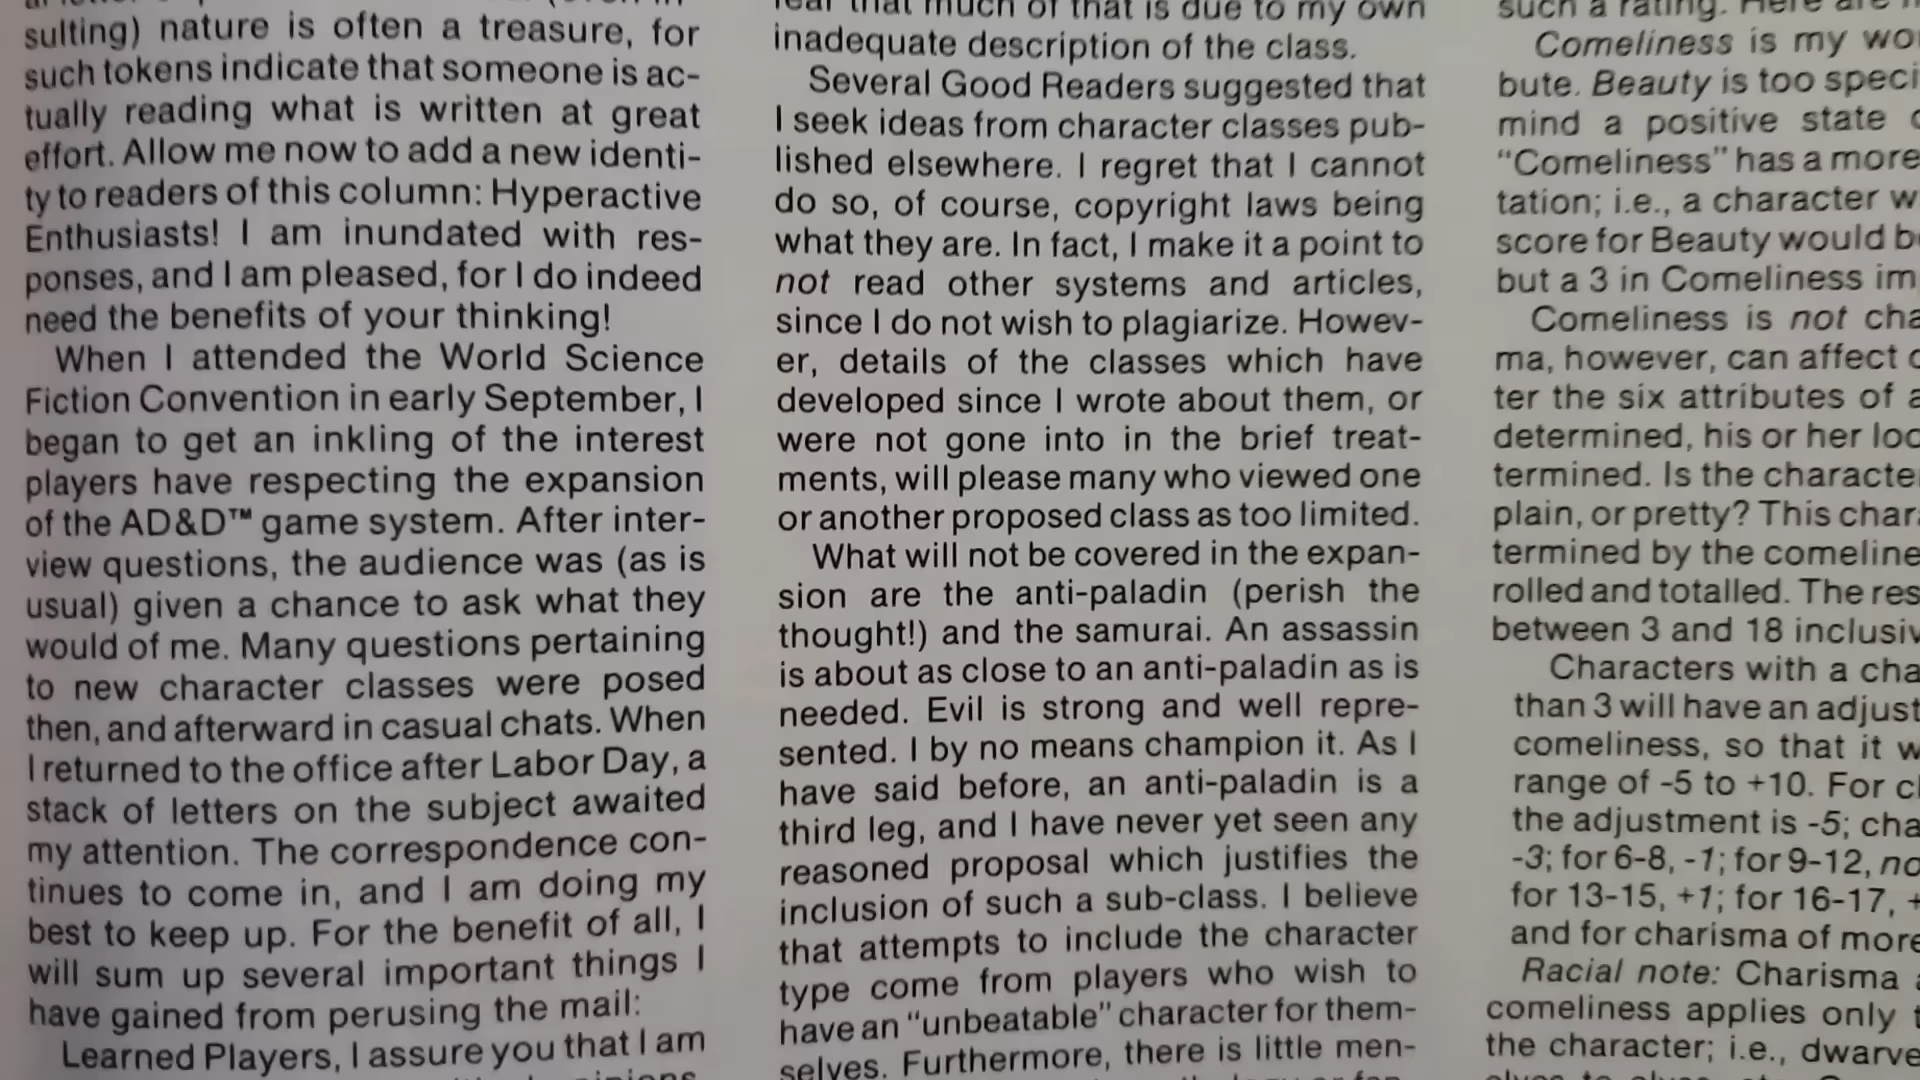 sulting) nature is often a treasure, for
such tokens indicate that someone is ac-
tually reading what is written at great
effort. Allow me now to add a new identi-
ty to readers of this column: Hyperactive
Enthusiasts! I am inundated with res-
ponses, and I am pleased, for I do indeed
need the benefits of your thinking!
When I attended the World Science
Fiction Convention in early September, I
began to get an inkling of the interest
players have respecting the expansion
of the AD&D™ game system. After inter-
view questions, the audience was (as is
usual) given a chance to ask what they
would of me. Many questions pertaining
to new character classes were posed
then, and afterward in casual chats. When
I returned to the office after Labor Day, a
stack of letters on the subject awaited
my attention. The correspondence con-
tinues to come in, and I am doing my
best to keep up. For the benefit of all, I
will sum up several important things I
have gained from perusing the mail:
Learned Players, I assure you that I am
that much of that is due to my own
inadequate description of the class.
Several Good Readers suggested that
I seek ideas from character classes pub-
lished elsewhere. I regret that I cannot
do so, of course, copyright laws being
what they are. In fact, I make it a point to
not read other systems and articles,
since I do not wish to plagiarize. Howev-
er, details of the classes which have
developed since I wrote about them, or
were not gone into in the brief treat-
ments, will please many who viewed one
or another proposed class as too limited.
What will not be covered in the expan-
sion are the anti-paladin (perish the
thought!) and the samurai. An assassin
is about as close to an anti-paladin as is
needed. Evil is strong and well repre-
sented. I by no means champion it. As I
have said before, an anti-paladin is a
third leg, and I have never yet seen any
reasoned proposal which justifies the
inclusion of such a sub-class. I believe
that attempts to include the character
type come from players who wish to
have an "unbeatable" character for them-
selves. Furthermore, there is little men-
such a rating. Here are
Comeliness is my wo
bute. Beauty is too speci
mind a positive state
"Comeliness" has a more
tation; i.e., a character w
score for Beauty would b
but a 3 in Comeliness im
Comeliness is not cha
ma, however, can affect
ter the six attributes of a
determined, his or her loo
termined. Is the character
plain, or pretty? This char
termined by the comeline
rolled and totalled. The res
between 3 and 18 inclusiv
Characters with a cha
than 3 will have an adjust
comeliness, so that it w
range of -5 to +10. For c
the adjustment is -5; cha
-3; for 6-8, -1; for 9-12, no
for 13-15, +1; for 16-17, +
and for charisma of more
Racial note: Charisma a
comeliness applies only t
the character; i.e., dwarve